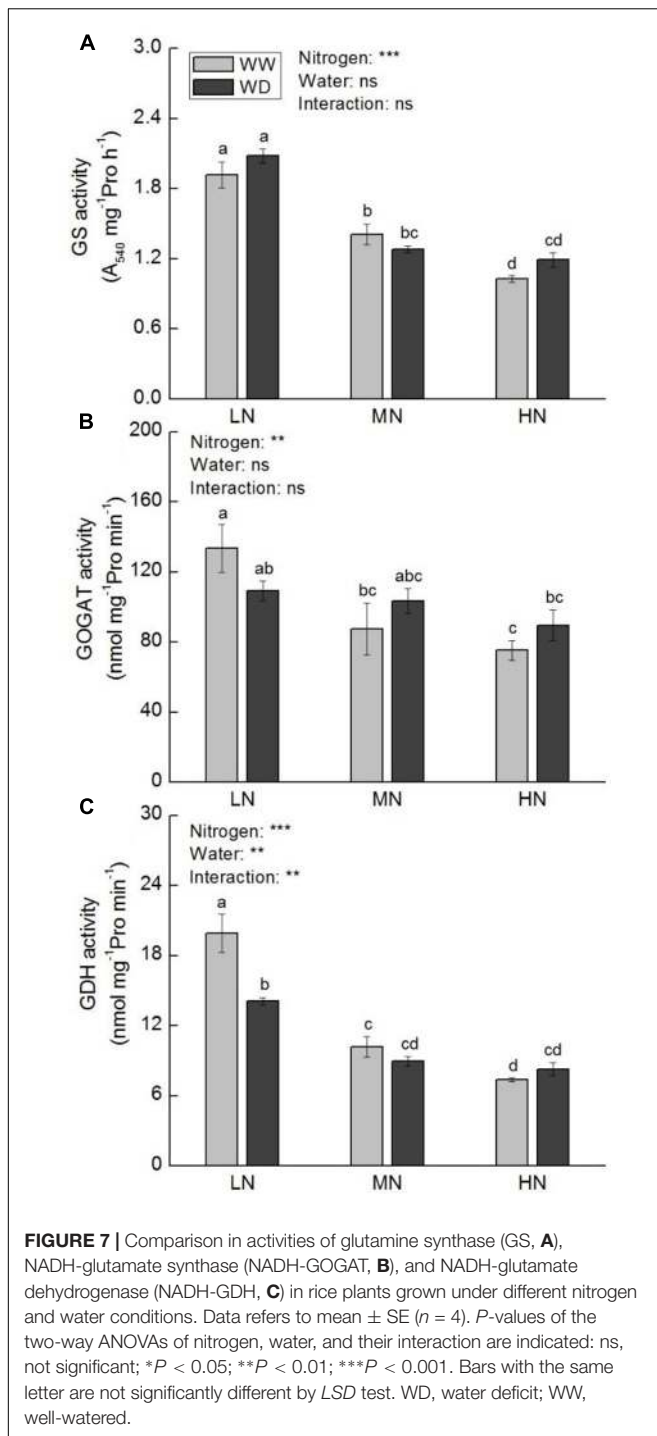 A
3.0
WW
WD
Nitrogen: ***
Water: ns
Interaction: ns
2.4
1.8
1.2
0.6
0.0
GS activity
(A₅₄₀ mg⁻¹Pro h⁻¹)
a
a
b
bc
d
cd
LN
MN
HN
B
200
160
120
80
40
0
Nitrogen: **
Water: ns
Interaction: ns
GOGAT activity
(nmol mg⁻¹Pro min⁻¹)
a
ab
bc
abc
c
bc
LN
MN
HN
C
30
24
18
12
6
0
Nitrogen: ***
Water: **
Interaction: **
GDH activity
(nmol mg⁻¹Pro min⁻¹)
a
b
c
cd
d
cd
LN
MN
HN
FIGURE 7 | Comparison in activities of glutamine synthase (GS, A),
NADH-glutamate synthase (NADH-GOGAT, B), and NADH-glutamate
dehydrogenase (NADH-GDH, C) in rice plants grown under different nitrogen
and water conditions. Data refers to mean ± SE (n = 4). P-values of the
two-way ANOVAs of nitrogen, water, and their interaction are indicated: ns,
not significant; *P < 0.05; **P < 0.01; ***P < 0.001. Bars with the same
letter are not significantly different by LSD test. WD, water deficit; WW,
well-watered.